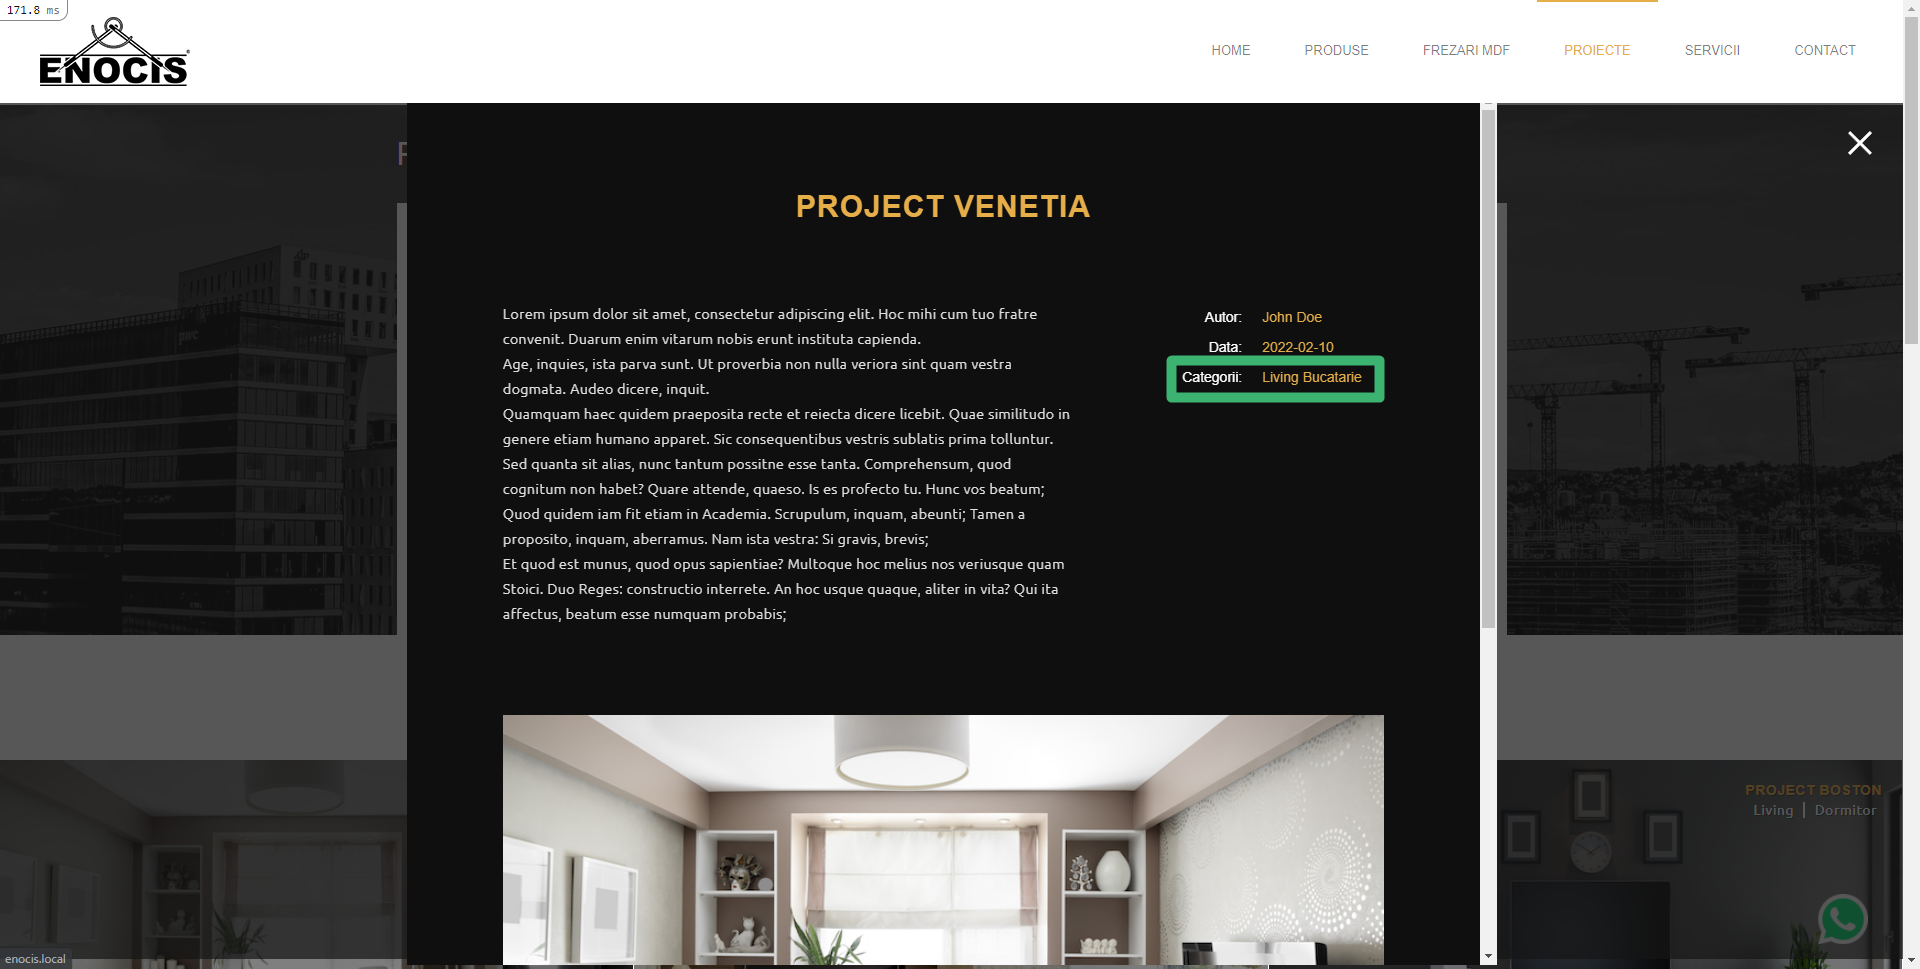 171.8 ms
ENOCIS
HOME PRODUSE FREZARI MDF PROIECTE SERVICII CONTACT
PROJECT VENETIA
Lorem ipsum dolor sit amet, consectetur adipiscing elit. Hoc mihi cum tuo fratre
convenit. Duarum enim vitarum nobis erunt instituta capienda.
Age, inquies, ista parva sunt. Ut proverbia non nulla veriora sint quam vestra
dogmata. Audeo dicere, inquit.
Quamquam haec quidem praeposita recte et reiecta dicere licebit. Quae similitudo in
genere etiam humano apparet. Sic consequentibus vestris sublatis prima tolluntur.
Sed quanta sit alias, nunc tantum possitne esse tanta. Comprehensum, quod
cognitum non habet? Quare attende, quaeso. Is es profecto tu. Hunc vos beatum;
Quod quidem iam fit etiam in Academia. Scrupulum, inquam, abeunti; Tamen a
proposito, inquam, aberramus. Nam ista vestra: Si gravis, brevis;
Et quod est munus, quod opus sapientiae? Multoque hoc melius nos veriusque quam
Stoici. Duo Reges: constructio interrete. An hoc usque quaque, aliter in vita? Qui ita
affectus, beatum esse numquam probabis;
Autor: John Doe
Data: 2022-02-10
Categorii: Living Bucatarie
PROJECT BOSTON
Living | Dormitor
enocis.local